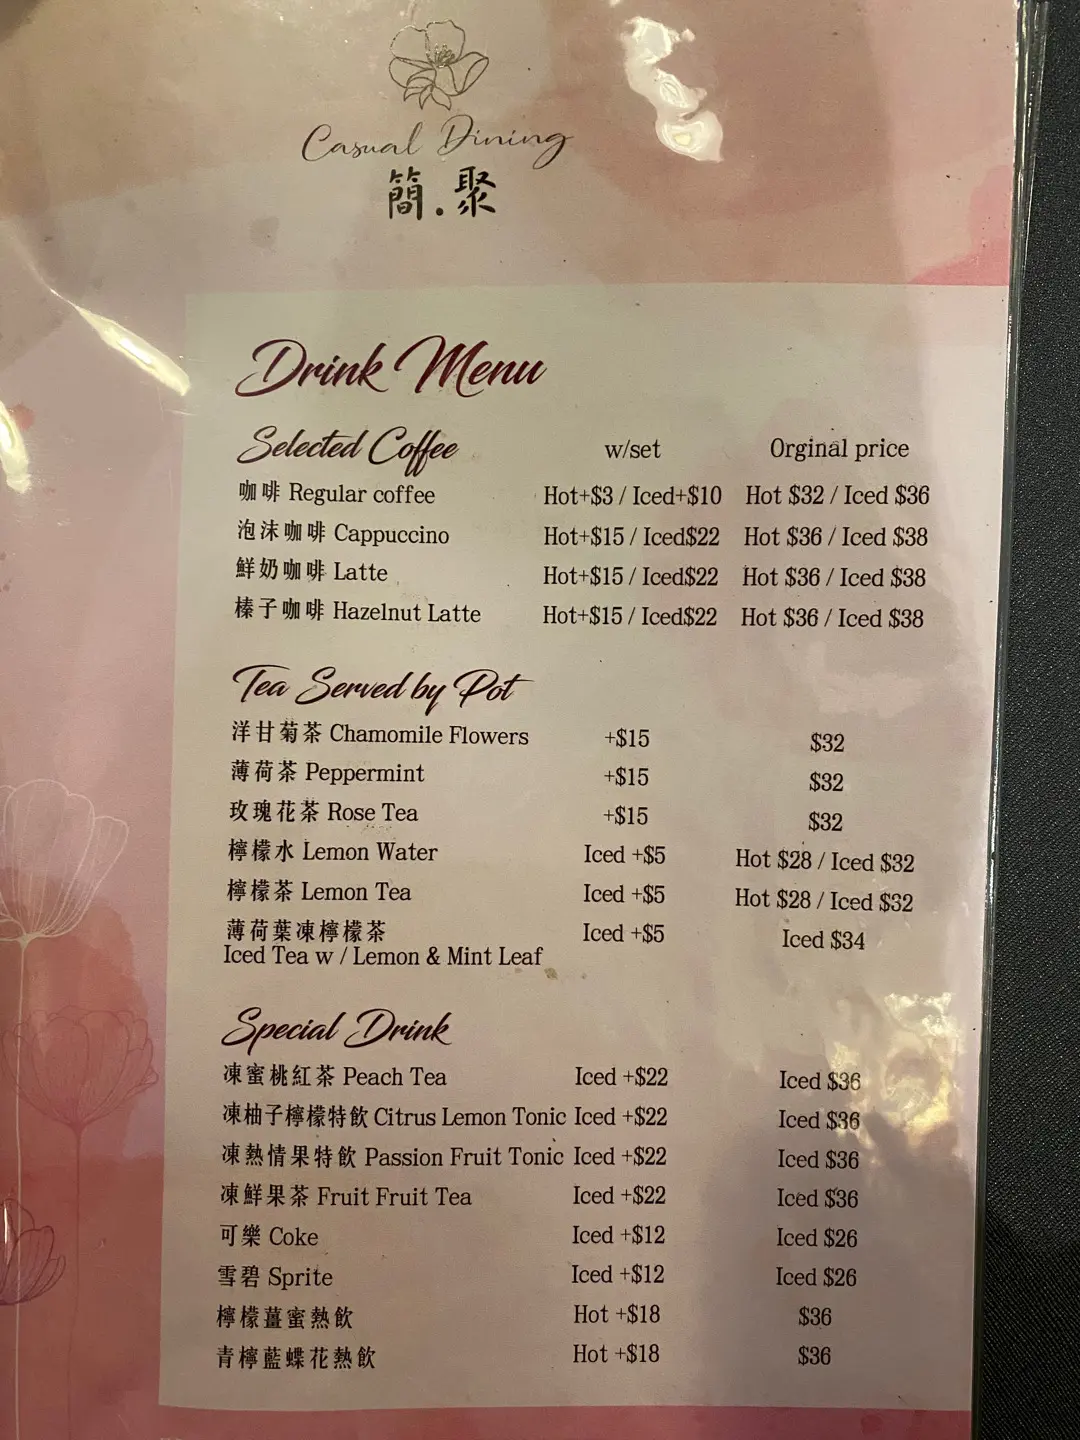 Casual Dining
簡.聚
Drink Menu
Selected Coffee w/set Orginal price
咖啡 Regular coffee Hot+$3 / Iced+$10 Hot $32 / Iced $36
泡沫咖啡 Cappuccino Hot+$15 / Iced$22 Hot $36 / Iced $38
鮮奶咖啡 Latte Hot+$15 / Iced$22 Hot $36 / Iced $38
榛子咖啡 Hazelnut Latte Hot+$15 / Iced$22 Hot $36 / Iced $38
Tea Served by Pot
洋甘菊茶 Chamomile Flowers +$15 $32
薄荷茶 Peppermint +$15 $32
玫瑰花茶 Rose Tea +$15 $32
檸檬水 Lemon Water Iced +$5 Hot $28 / Iced $32
檸檬茶 Lemon Tea Iced +$5 Hot $28 / Iced $32
薄荷葉凍檸檬茶 Iced +$5 Iced $34
Iced Tea w / Lemon & Mint Leaf
Special Drink
凍蜜桃紅茶 Peach Tea Iced +$22 Iced $36
凍柚子檸檬特飲 Citrus Lemon Tonic Iced +$22 Iced $36
凍熱情果特飲 Passion Fruit Tonic Iced +$22 Iced $36
凍鮮果茶 Fruit Fruit Tea Iced +$22 Iced $36
可樂 Coke Iced +$12 Iced $26
雪碧 Sprite Iced +$12 Iced $26
檸檬薑蜜熱飲 Hot +$18 $36
青檸藍蝶花熱飲 Hot +$18 $36